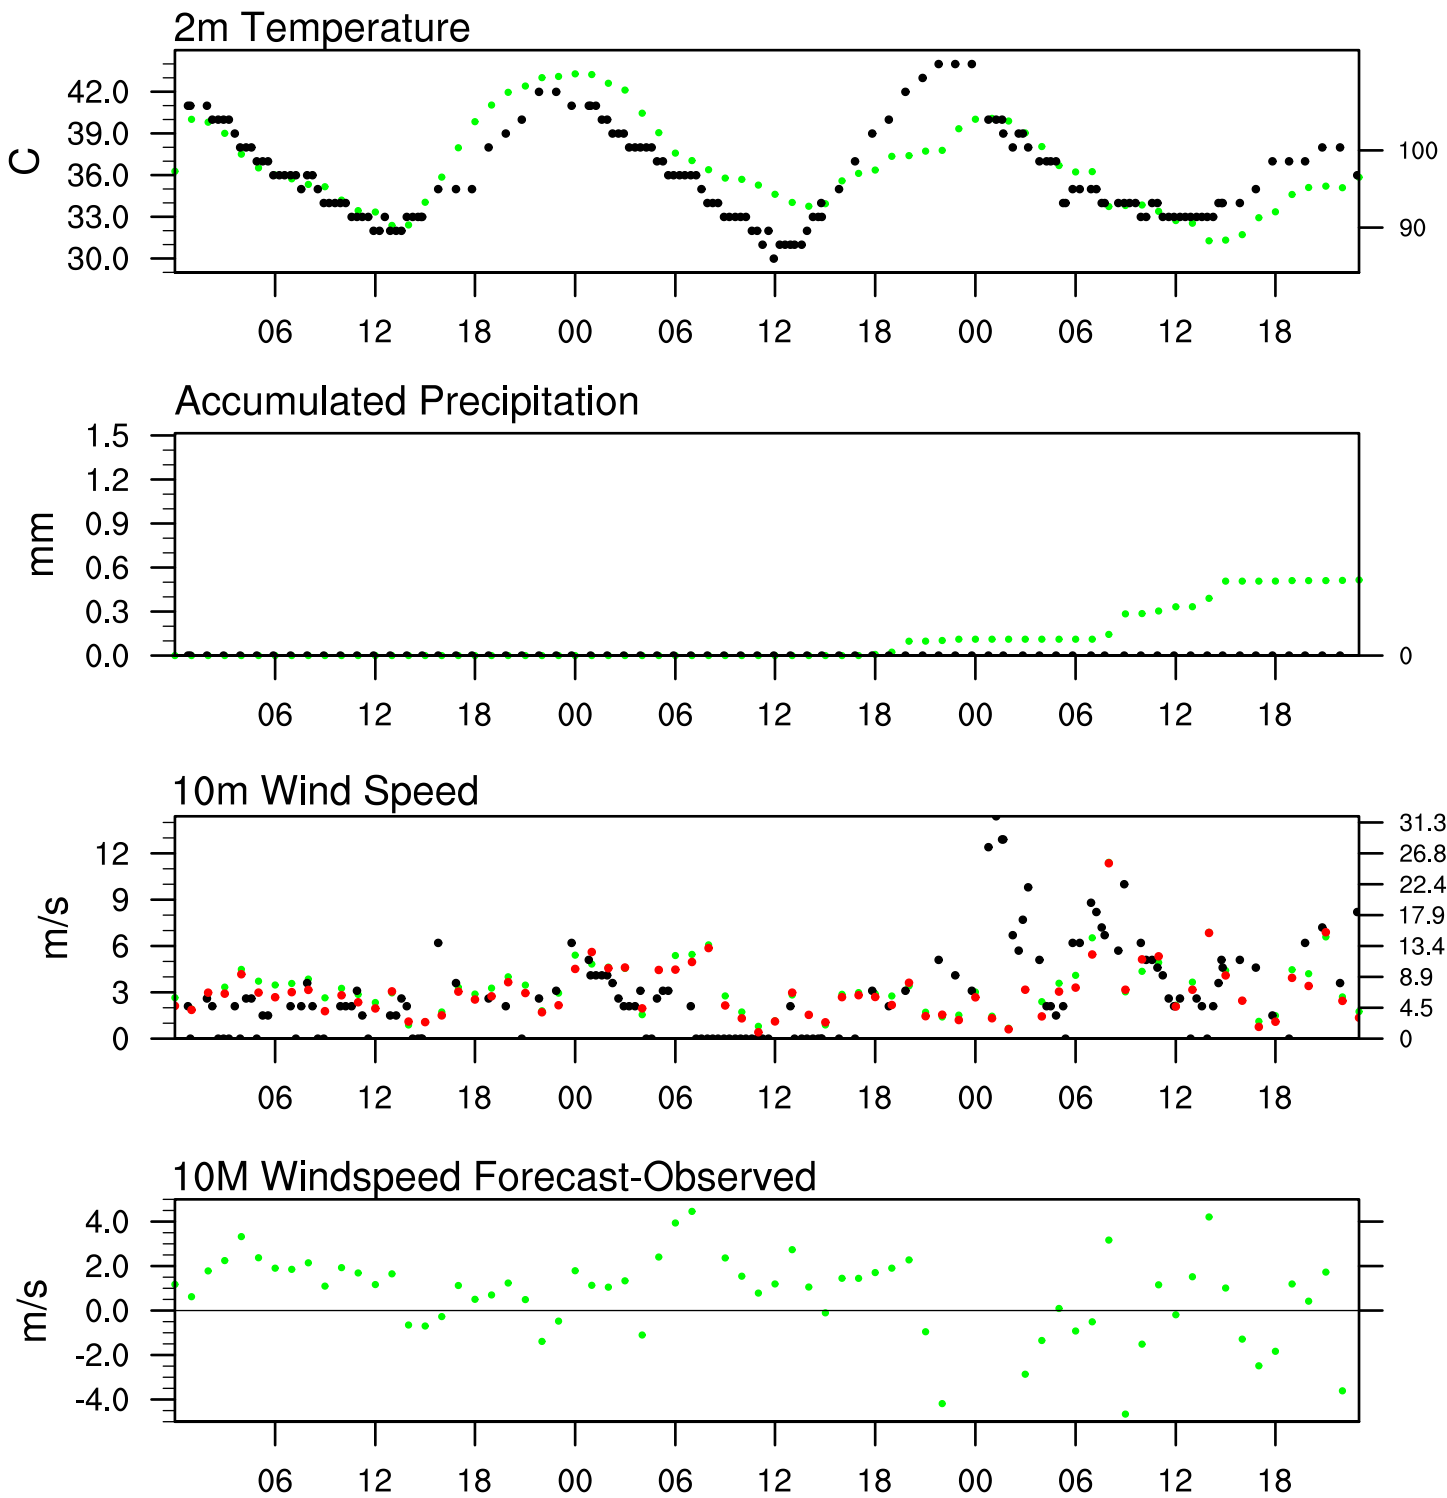 2m Temperature
C
42.0
39.0
36.0
33.0
30.0
100
90
06 12 18 00 06 12 18 00 06 12 18
Accumulated Precipitation
mm
1.5
1.2
0.9
0.6
0.3
0.0
0
06 12 18 00 06 12 18 00 06 12 18
10m Wind Speed
m/s
12
9
6
3
0
31.3
26.8
22.4
17.9
13.4
8.9
4.5
0
06 12 18 00 06 12 18 00 06 12 18
10M Windspeed Forecast-Observed
m/s
4.0
2.0
0.0
-2.0
-4.0
06 12 18 00 06 12 18 00 06 12 18